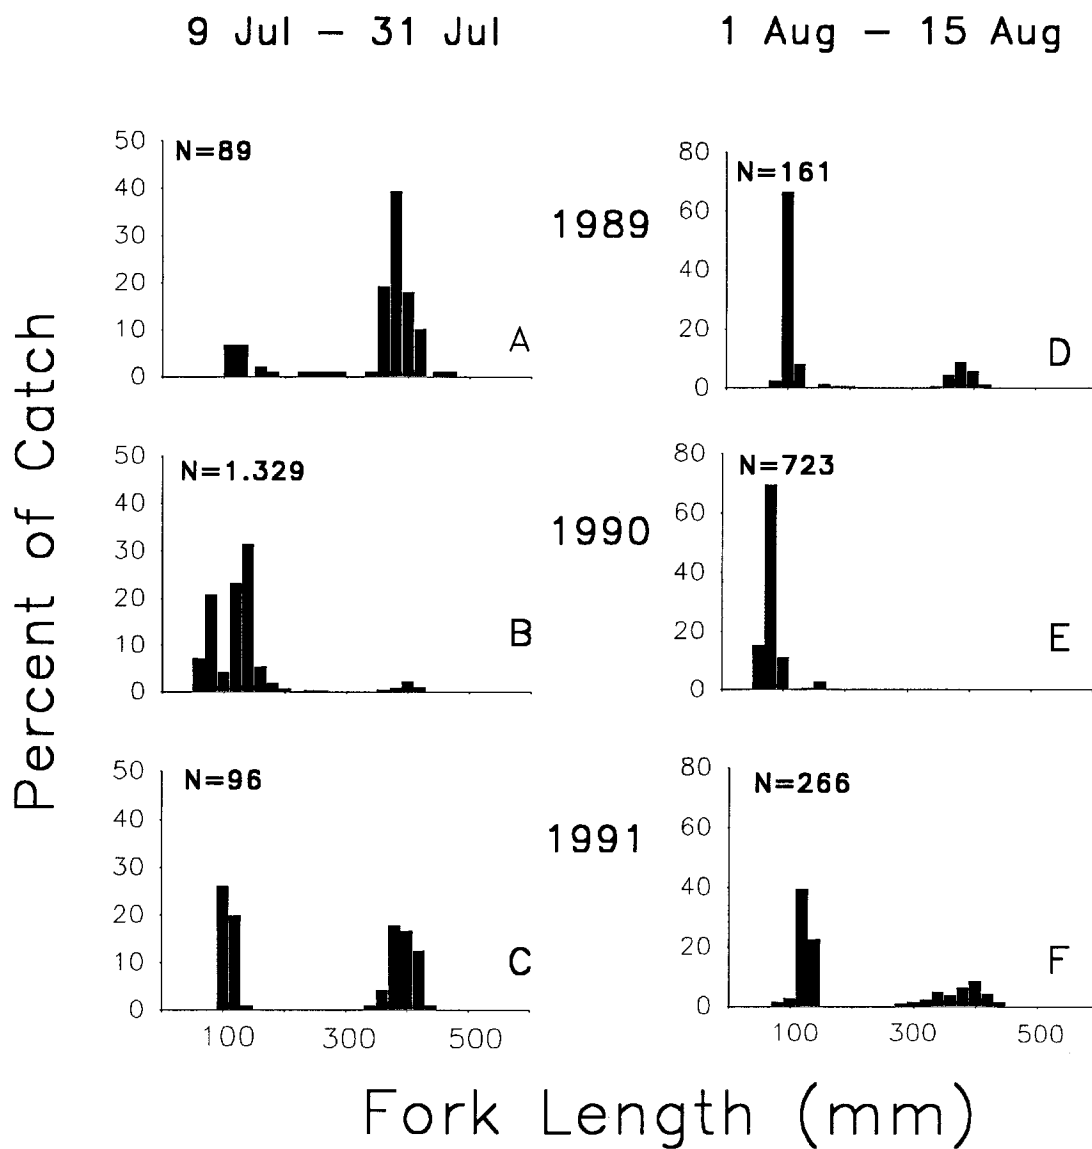 9 Jul – 31 Jul
1 Aug – 15 Aug
Percent of Catch
50
40
30
20
10
0
N=89
A
1989
80
60
40
20
0
N=161
D
50
40
30
20
10
0
N=1.329
B
1990
80
60
40
20
0
N=723
E
50
40
30
20
10
0
N=96
C
100 300 500
1991
80
60
40
20
0
N=266
F
100 300 500
Fork Length (mm)